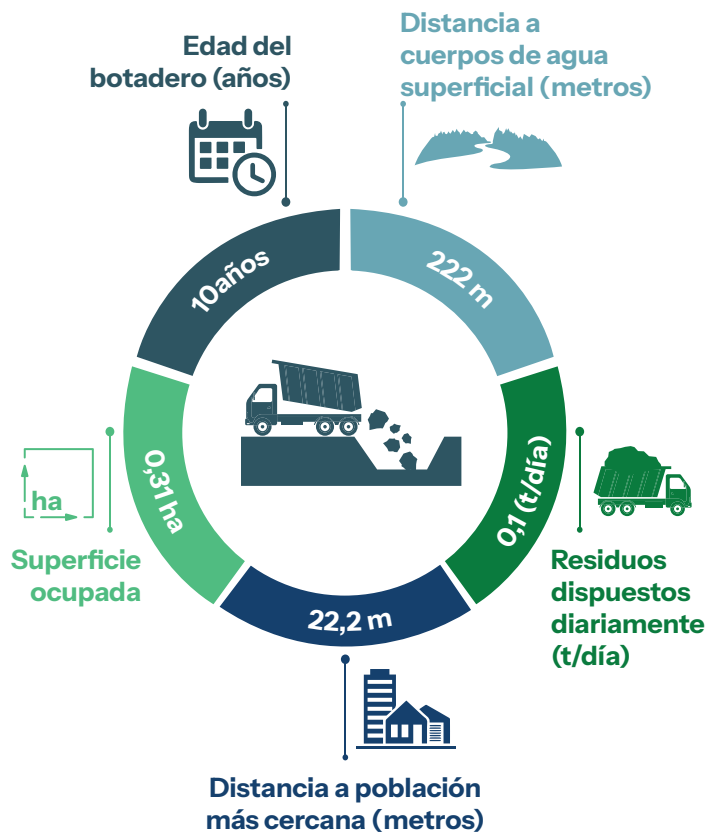 Edad del
botadero (años)
Distancia a
cuerpos de agua
superficial (metros)
10años
222 m
0,31 ha
0,1 (t/día)
22,2 m
ha
Superficie
ocupada
Residuos
dispuestos
diariamente
(t/día)
Distancia a población
más cercana (metros)